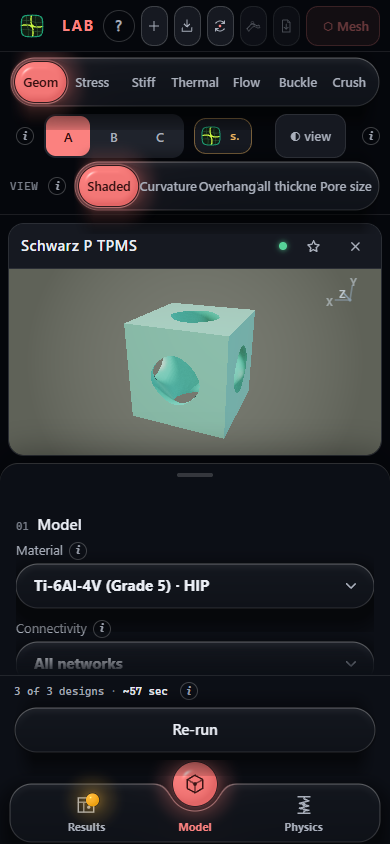 LAB ? Mesh
Geom Stress Stiff Thermal Flow Buckle Crush
i A B C s. view i
VIEW i Shaded Curvature Overhang all thickne Pore size
Schwarz P TPMS
Y
X Z
01 Model
Material i
Ti-6Al-4V (Grade 5) · HIP
Connectivity i
All networks
3 of 3 designs · ~57 sec i
Re-run
Results Model Physics